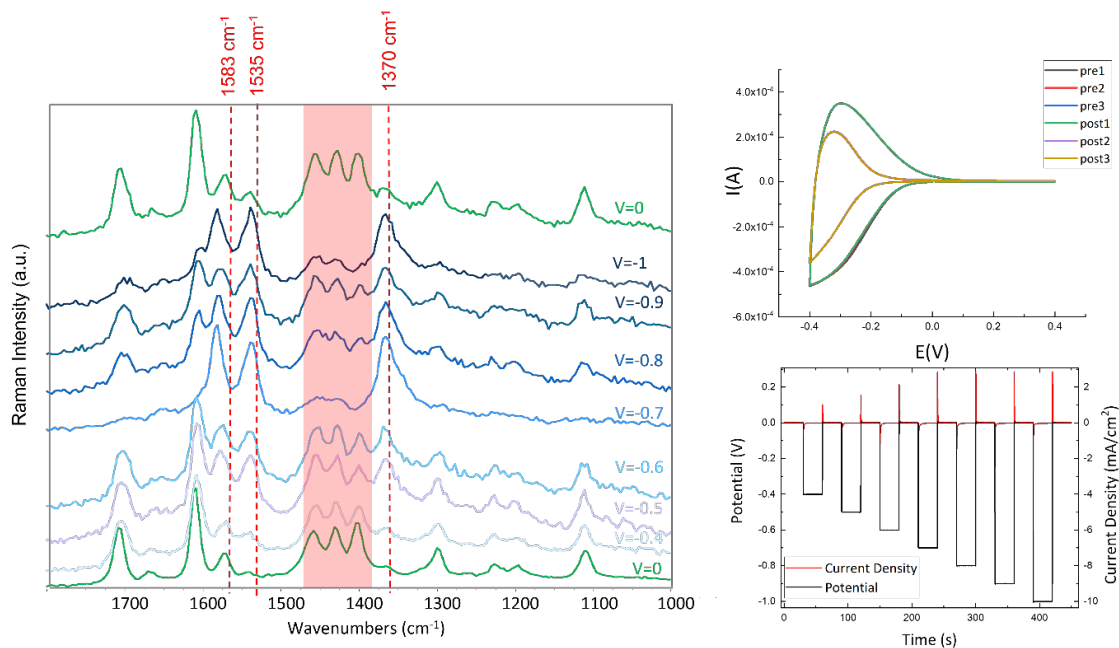 1583 cm⁻¹
1535 cm⁻¹
1370 cm⁻¹
Raman Intensity (a.u.)
V=0
V=-1
V=-0.9
V=-0.8
V=-0.7
V=-0.6
V=-0.5
V=-0.4
V=0
1700 1600 1500 1400 1300 1200 1100 1000
Wavenumbers (cm⁻¹)
I(A)
4.0x10⁻⁴
2.0x10⁻⁴
0.0
-2.0x10⁻⁴
-4.0x10⁻⁴
-6.0x10⁻⁴
pre1
pre2
pre3
post1
post2
post3
-0.4 -0.2 0.0 0.2 0.4
E(V)
Potential (V)
0.2
0.0
-0.2
-0.4
-0.6
-0.8
-1.0
Current Density
Potential
2
0
-2
-4
-6
-8
-10
Current Density (mA/cm²)
0 100 200 300 400
Time (s)